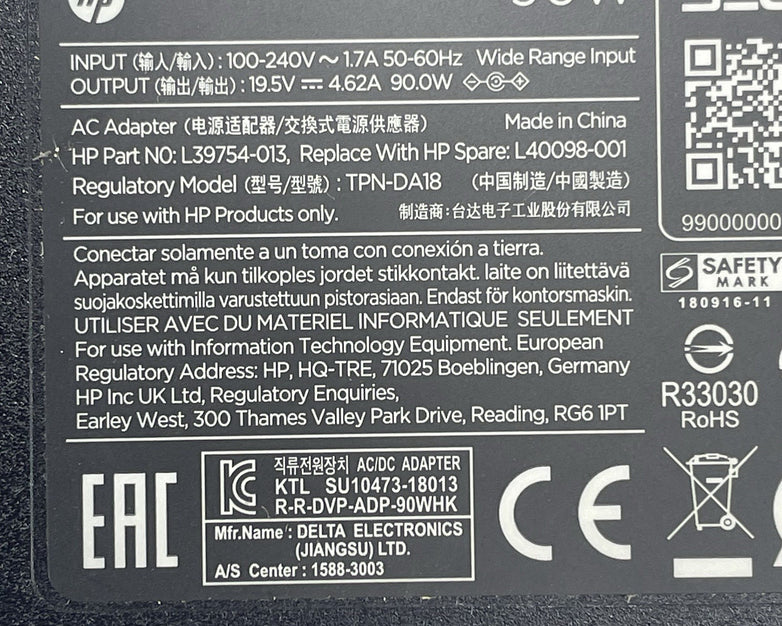 hp
90W
INPUT (输入/輸入) : 100-240V ~ 1.7A 50-60Hz Wide Range Input
OUTPUT (输出/輸出) : 19.5V ⎓ 4.62A 90.0W
AC Adapter (电源适配器/交換式電源供應器) Made in China
HP Part N0: L39754-013, Replace With HP Spare: L40098-001
Regulatory Model (型号/型號) : TPN-DA18 (中国制造/中國製造)
For use with HP Products only. 制造商:台达电子工业股份有限公司
Conectar solamente a un toma con conexión a tierra.
Apparatet må kun tilkoples jordet stikkontakt. laite on liitettävä
suojakoskettimilla varustettuun pistorasiaan. Endast för kontorsmaskin.
UTILISER AVEC DU MATERIEL INFORMATIQUE SEULEMENT
For use with Information Technology Equipment. European
Regulatory Address: HP, HQ-TRE, 71025 Boeblingen, Germany
HP Inc UK Ltd, Regulatory Enquiries,
Earley West, 300 Thames Valley Park Drive, Reading, RG6 1PT
99000000
SAFETY
MARK
180916-11
R33030
RoHS
EAC
KC
직류전원장치 AC/DC ADAPTER
KTL SU10473-18013
R-R-DVP-ADP-90WHK
Mfr.Name : DELTA ELECTRONICS
(JIANGSU) LTD.
A/S Center : 1588-3003
CE